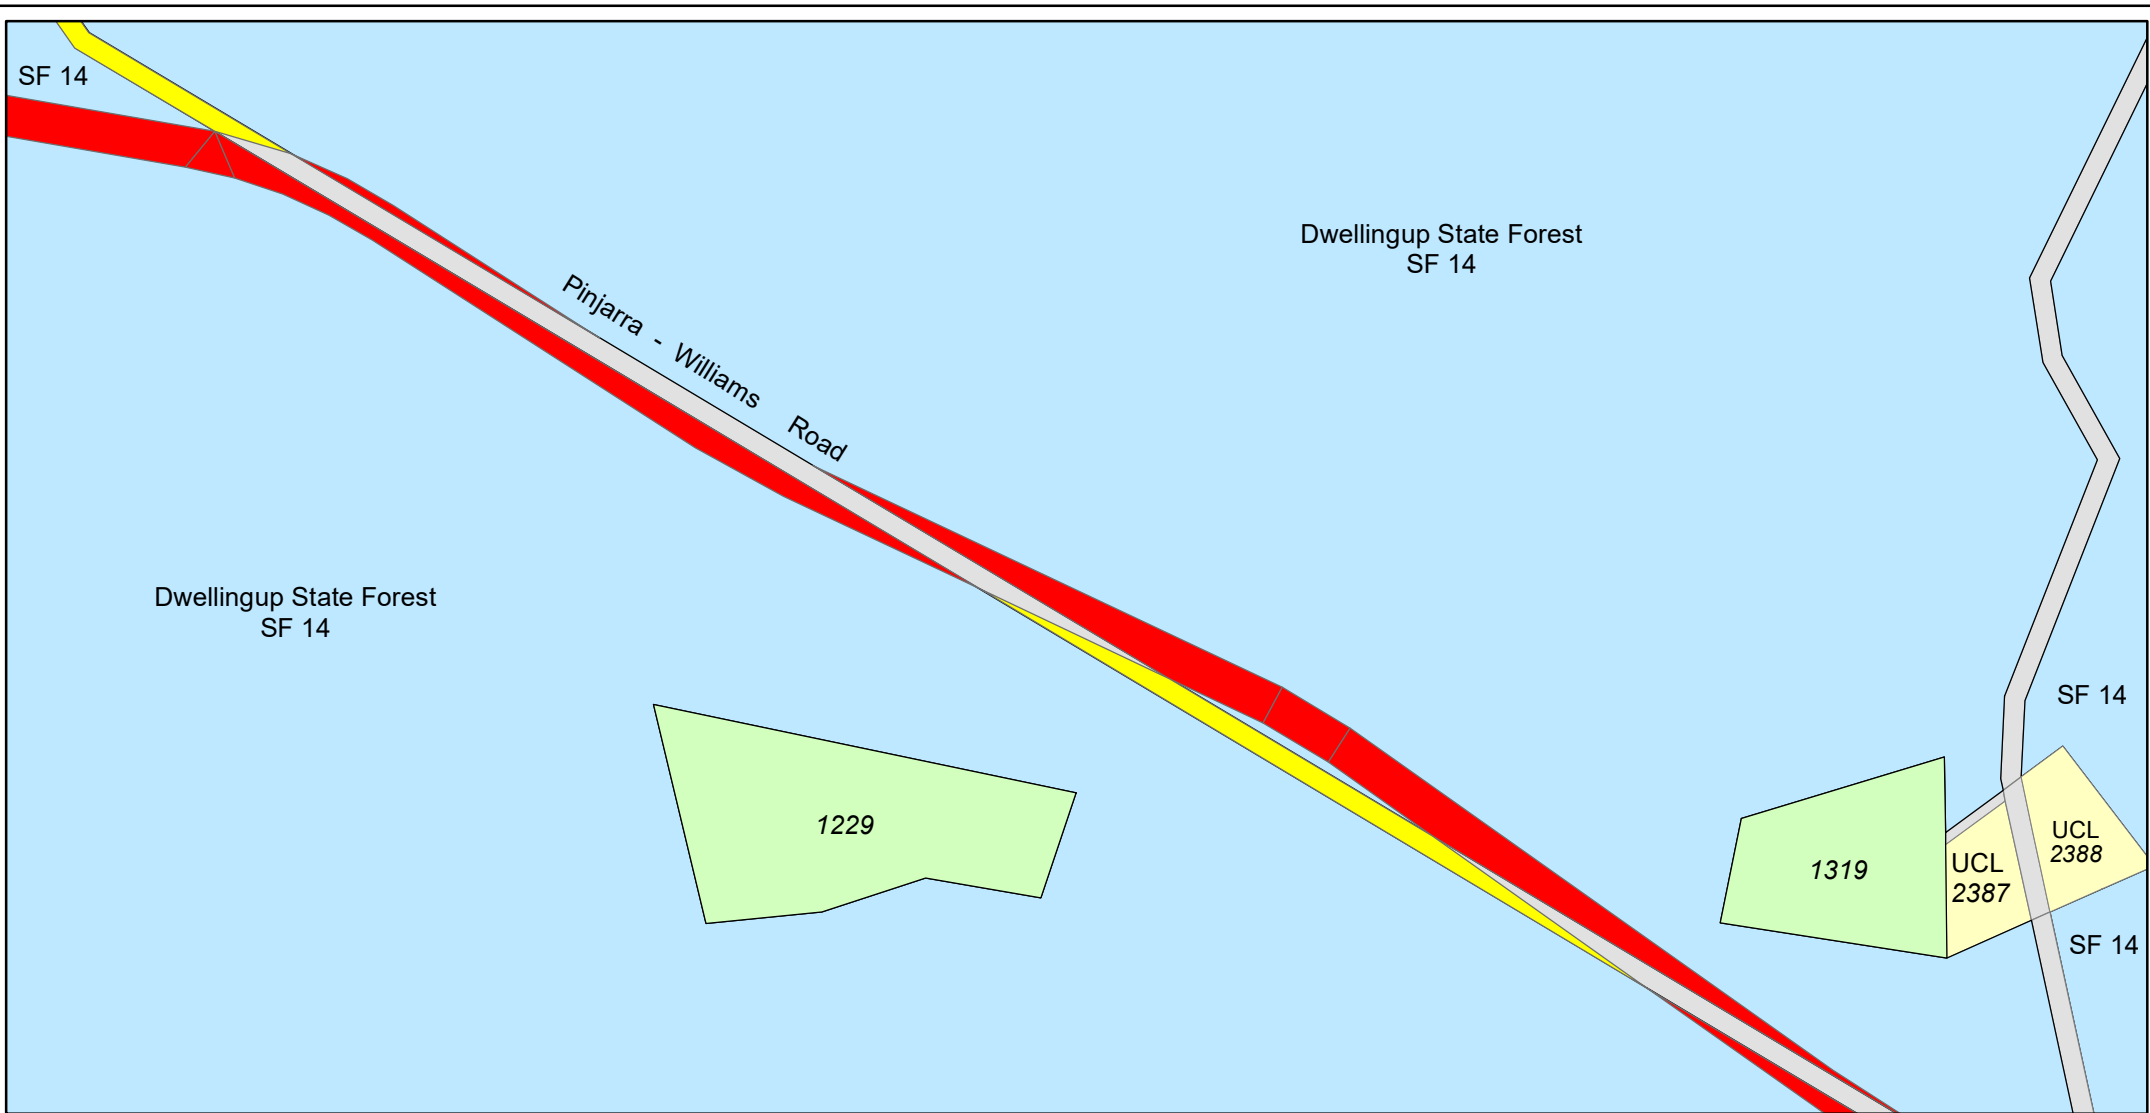 SF 14
Dwellingup State Forest
SF 14
Pinjarra - Williams Road
Dwellingup State Forest
SF 14
SF 14
1229
1319
UCL
2387
UCL
2388
SF 14